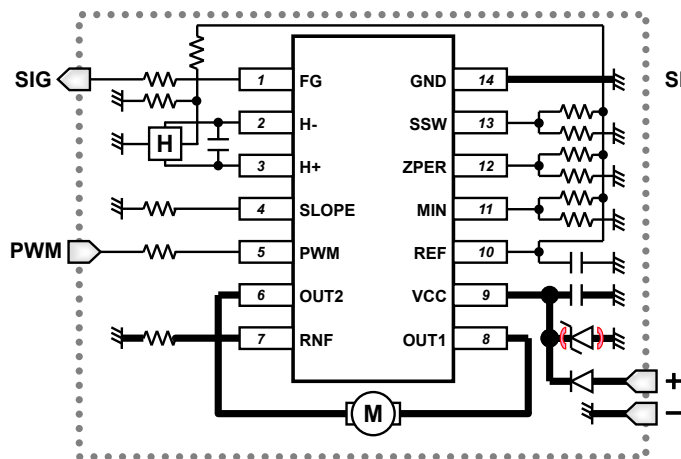 SIG
1 FG
2 H-
3 H+
4 SLOPE
5 PWM
6 OUT2
7 RNF
GND 14
SSW 13
ZPER 12
MIN 11
REF 10
VCC 9
OUT1 8
H
PWM
M
+
−
SI